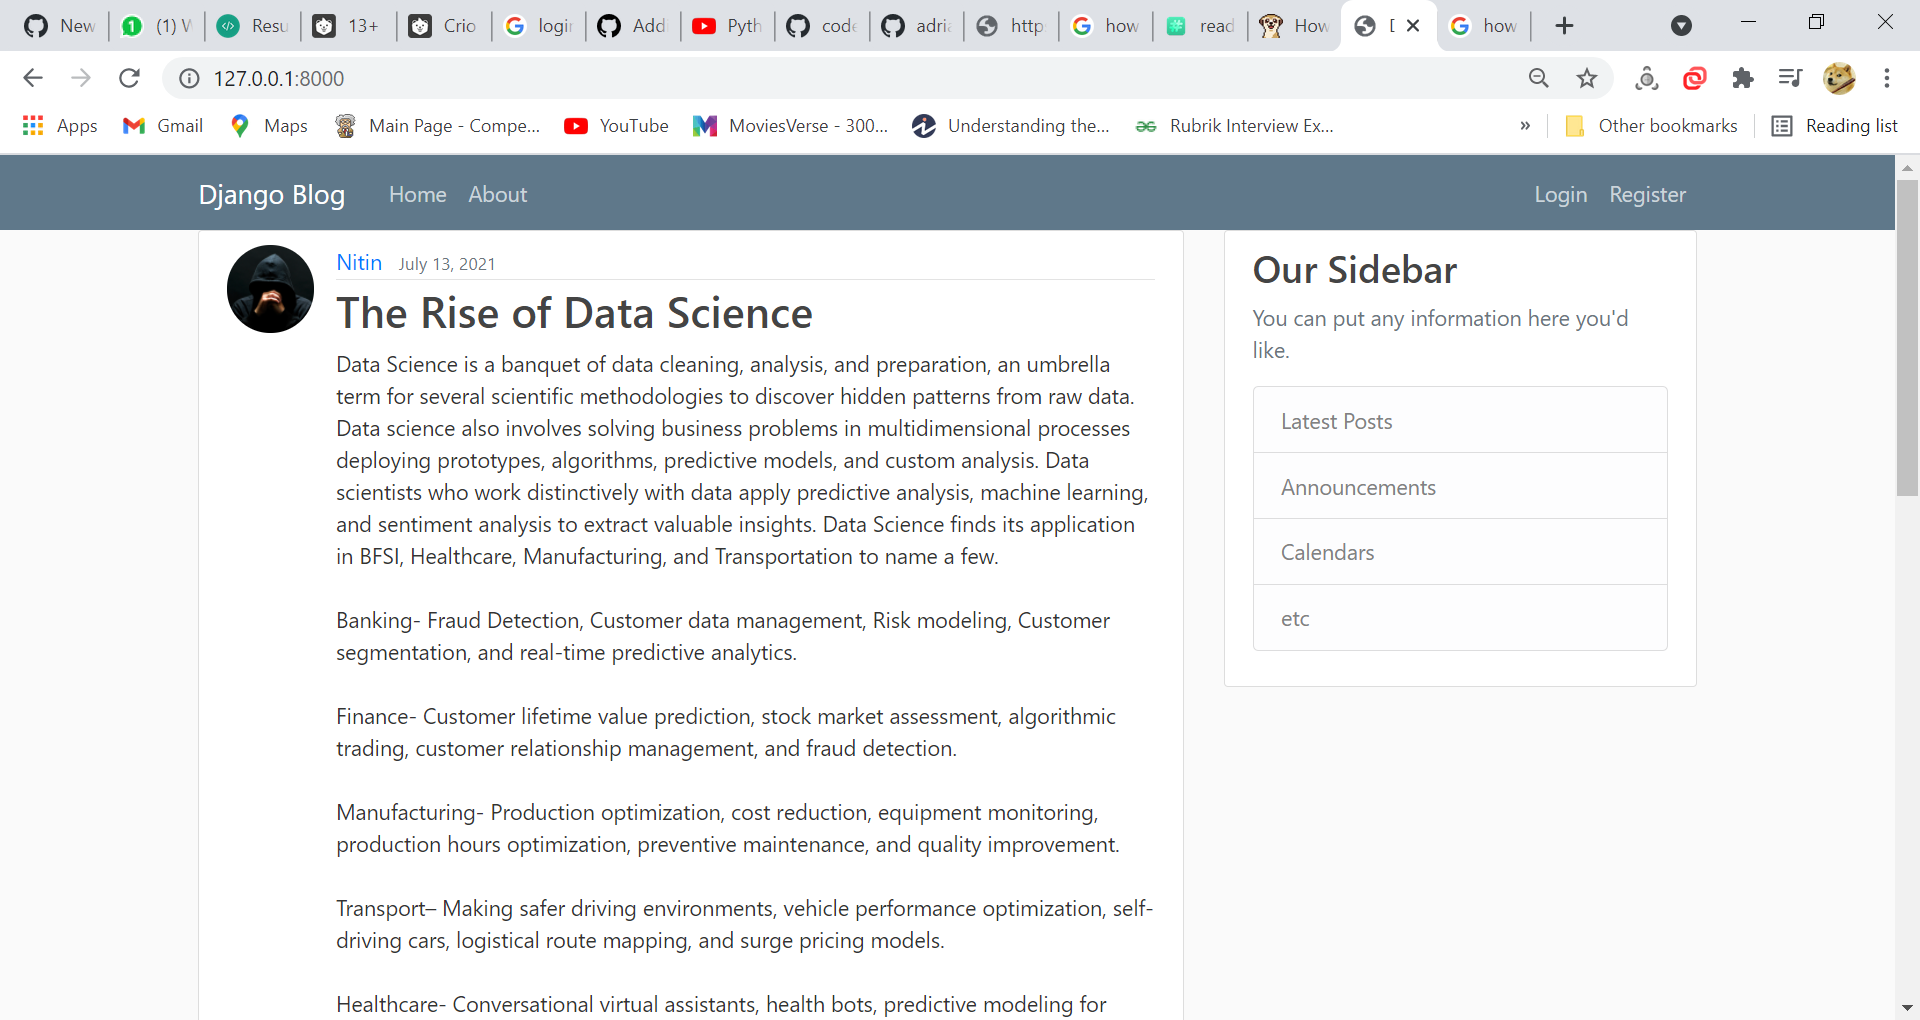 New
1 (1) W
Resu
13+
Crio
login
Addi
Pyth
code
adria
http
how
read
How
how
127.0.0.1:8000
Apps
Gmail
Maps
Main Page - Compe...
YouTube
MoviesVerse - 300...
Understanding the...
Rubrik Interview Ex...
»
Other bookmarks
Reading list
Django Blog
Home
About
Login
Register
Nitin July 13, 2021
The Rise of Data Science
Data Science is a banquet of data cleaning, analysis, and preparation, an umbrella
term for several scientific methodologies to discover hidden patterns from raw data.
Data science also involves solving business problems in multidimensional processes
deploying prototypes, algorithms, predictive models, and custom analysis. Data
scientists who work distinctively with data apply predictive analysis, machine learning,
and sentiment analysis to extract valuable insights. Data Science finds its application
in BFSI, Healthcare, Manufacturing, and Transportation to name a few.
Banking- Fraud Detection, Customer data management, Risk modeling, Customer
segmentation, and real-time predictive analytics.
Finance- Customer lifetime value prediction, stock market assessment, algorithmic
trading, customer relationship management, and fraud detection.
Manufacturing- Production optimization, cost reduction, equipment monitoring,
production hours optimization, preventive maintenance, and quality improvement.
Transport– Making safer driving environments, vehicle performance optimization, self-
driving cars, logistical route mapping, and surge pricing models.
Healthcare- Conversational virtual assistants, health bots, predictive modeling for
Our Sidebar
You can put any information here you'd
like.
Latest Posts
Announcements
Calendars
etc